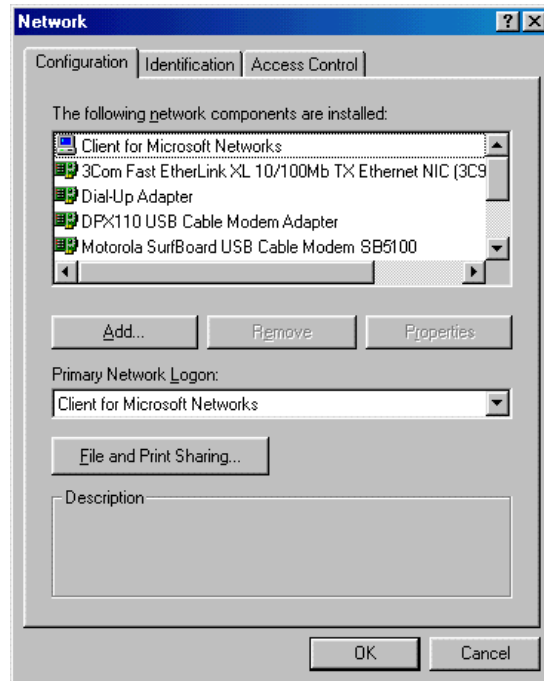 Network
Configuration Identification Access Control
The following network components are installed:
Client for Microsoft Networks
3Com Fast EtherLink XL 10/100Mb TX Ethernet NIC (3C9
Dial-Up Adapter
DPX110 USB Cable Modem Adapter
Motorola SurfBoard USB Cable Modem SB5100
Add... Remove Properties
Primary Network Logon:
Client for Microsoft Networks
File and Print Sharing...
Description
OK Cancel